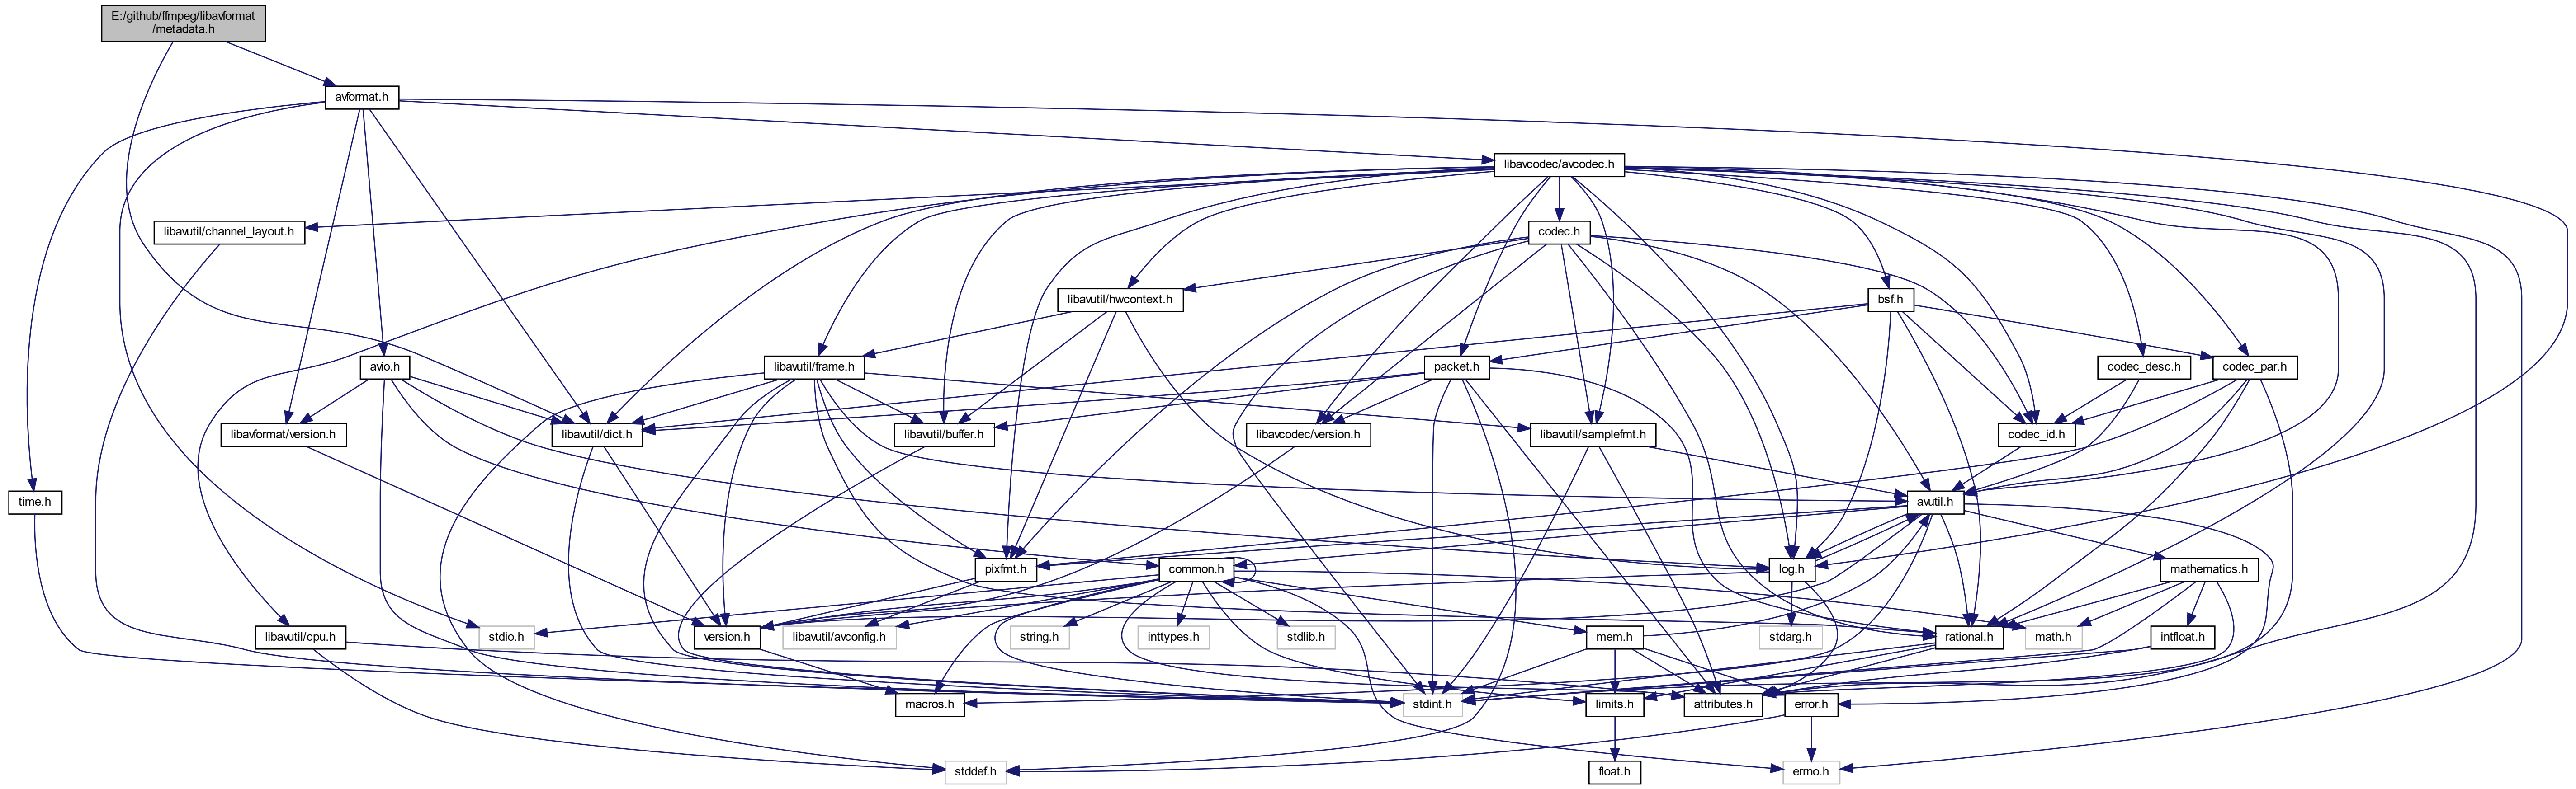 E:/github/ffmpeg/libavformat
/metadata.h
avformat.h
libavcodec/avcodec.h
libavutil/channel_layout.h
codec.h
libavutil/hwcontext.h
bsf.h
avio.h
libavutil/frame.h
packet.h
codec_desc.h
codec_par.h
libavformat/version.h
libavutil/dict.h
libavutil/buffer.h
libavcodec/version.h
libavutil/samplefmt.h
codec_id.h
time.h
avutil.h
pixfmt.h
common.h
log.h
mathematics.h
libavutil/cpu.h
stdio.h
version.h
libavutil/avconfig.h
string.h
inttypes.h
stdlib.h
mem.h
stdarg.h
rational.h
math.h
intfloat.h
macros.h
stdint.h
limits.h
attributes.h
error.h
stddef.h
float.h
errno.h